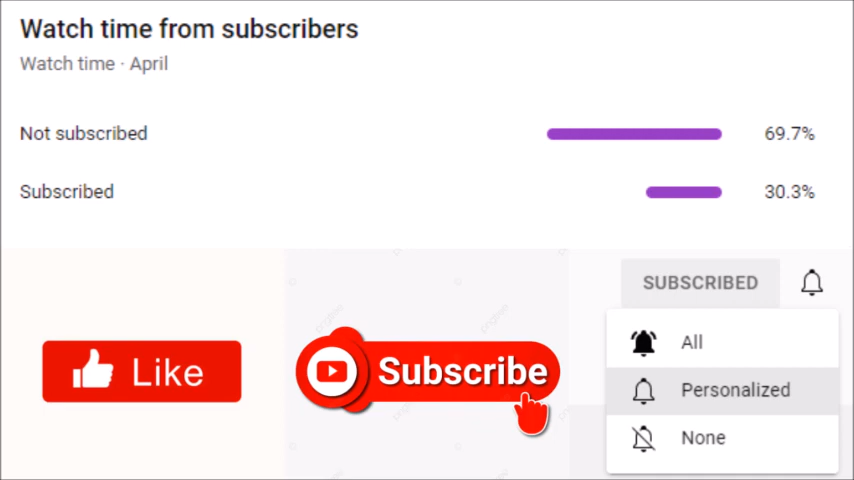 Watch time from subscribers
Watch time · April
Not subscribed 69.7%
Subscribed 30.3%
SUBSCRIBED
Like
Subscribe
All
Personalized
None